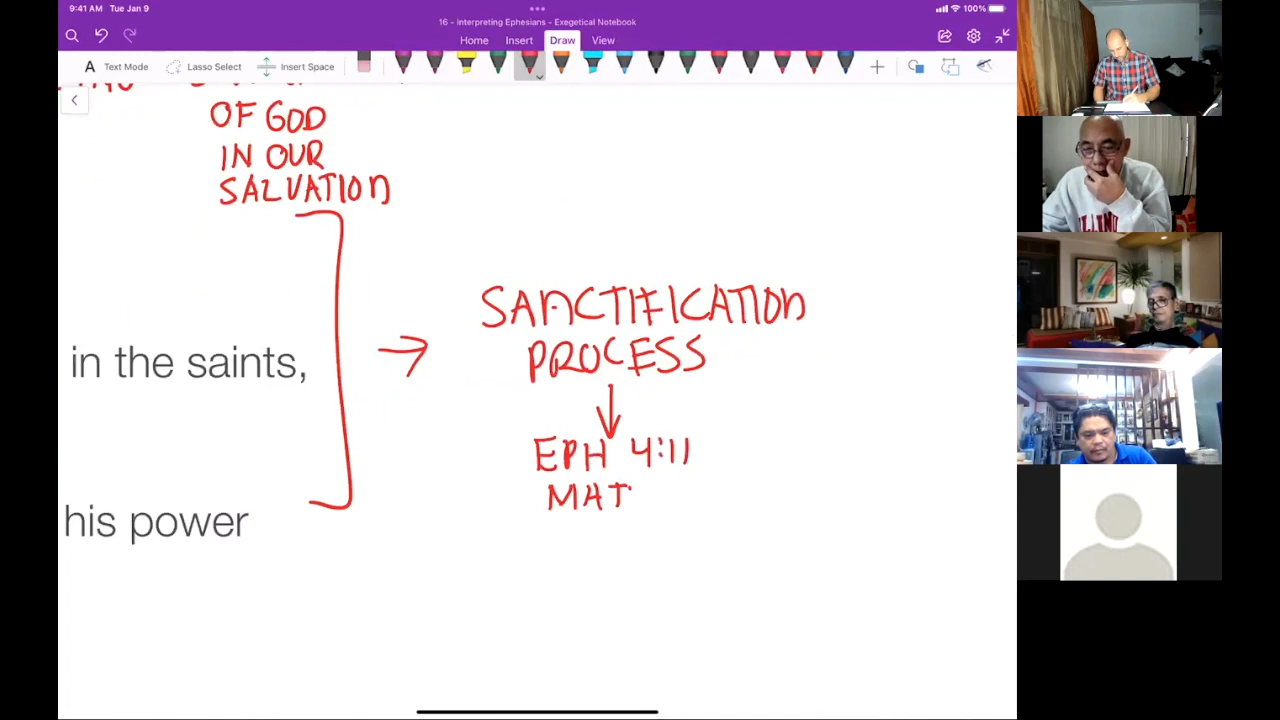 9:41 AM Tue Jan 9
100%
16 - Interpreting Ephesians - Exegetical Notebook
Home Insert Draw View
A Text Mode Lasso Select Insert Space
OF GOD
IN OUR
SALVATION
SANCTIFICATION
in the saints,
PROCESS
EPH 4:11
MAT
his power